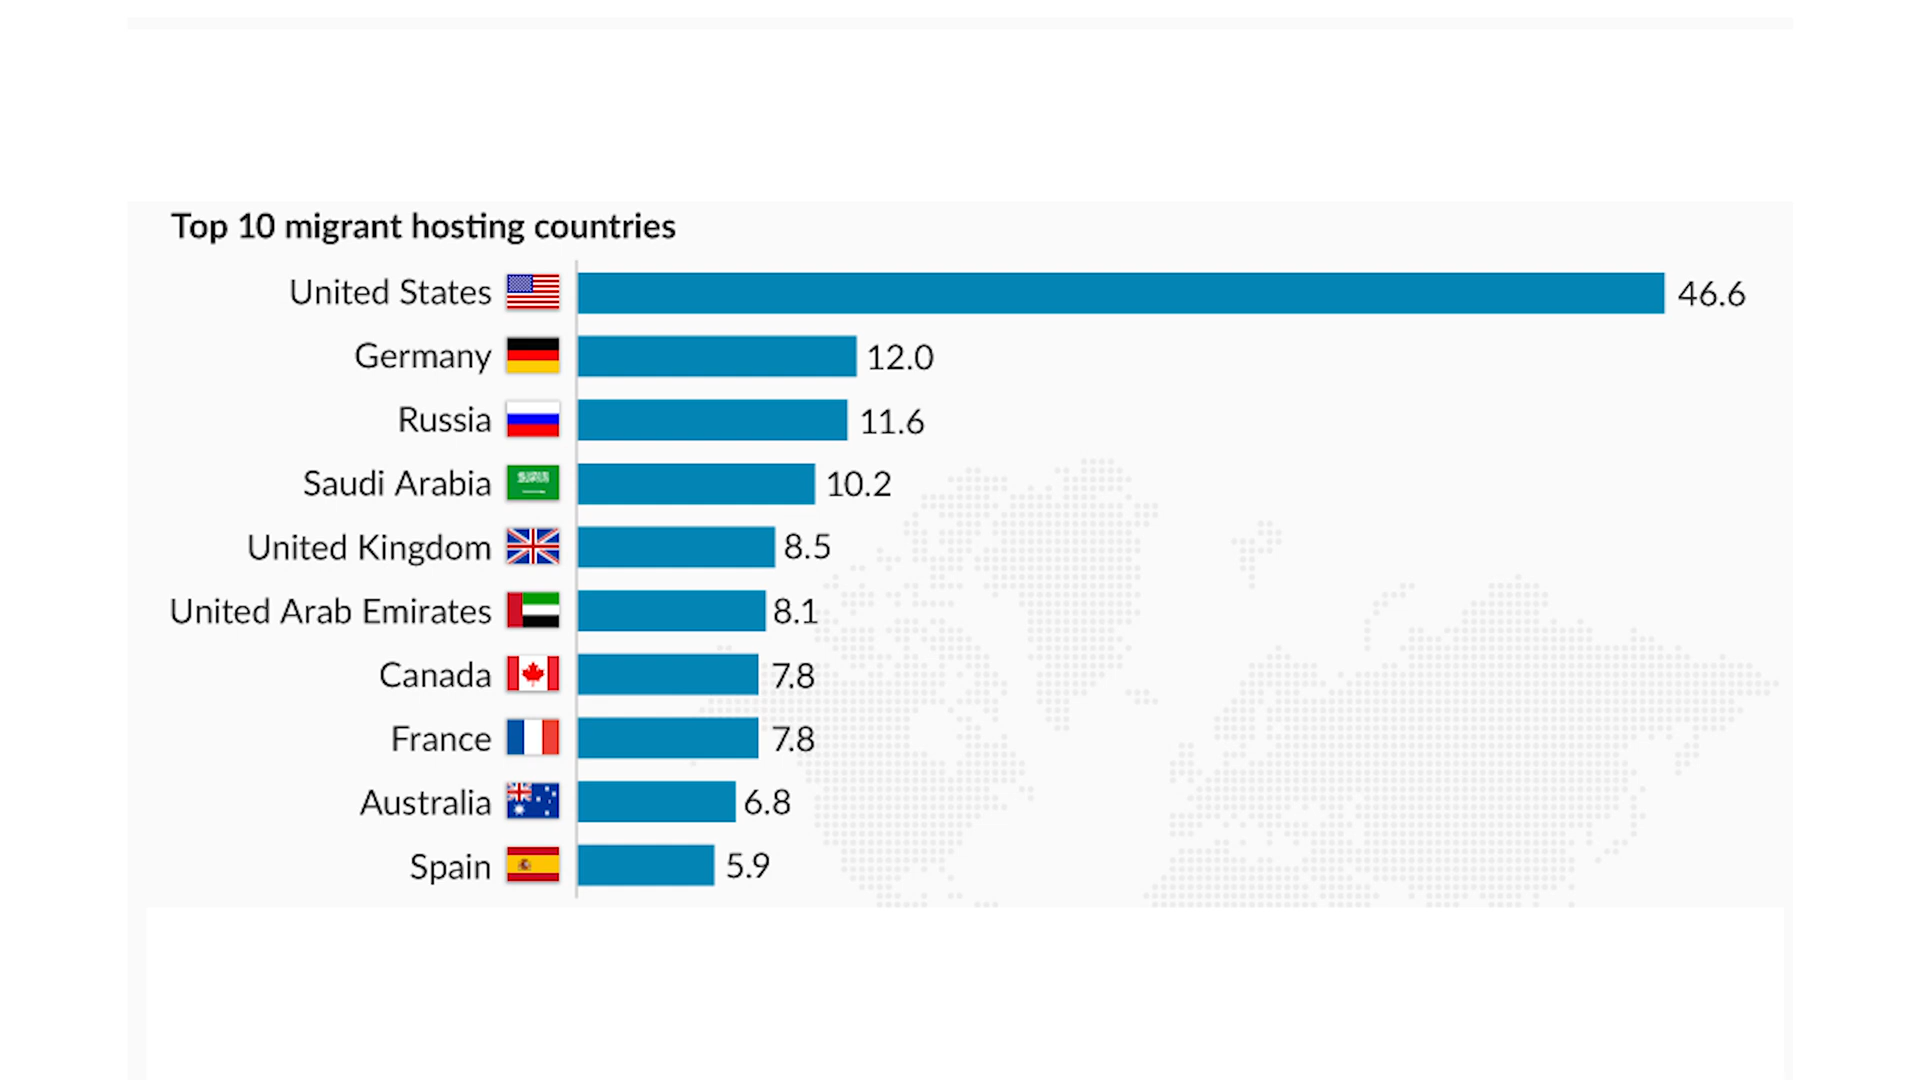 Top 10 migrant hosting countries
United States 46.6
Germany 12.0
Russia 11.6
Saudi Arabia 10.2
United Kingdom 8.5
United Arab Emirates 8.1
Canada 7.8
France 7.8
Australia 6.8
Spain 5.9